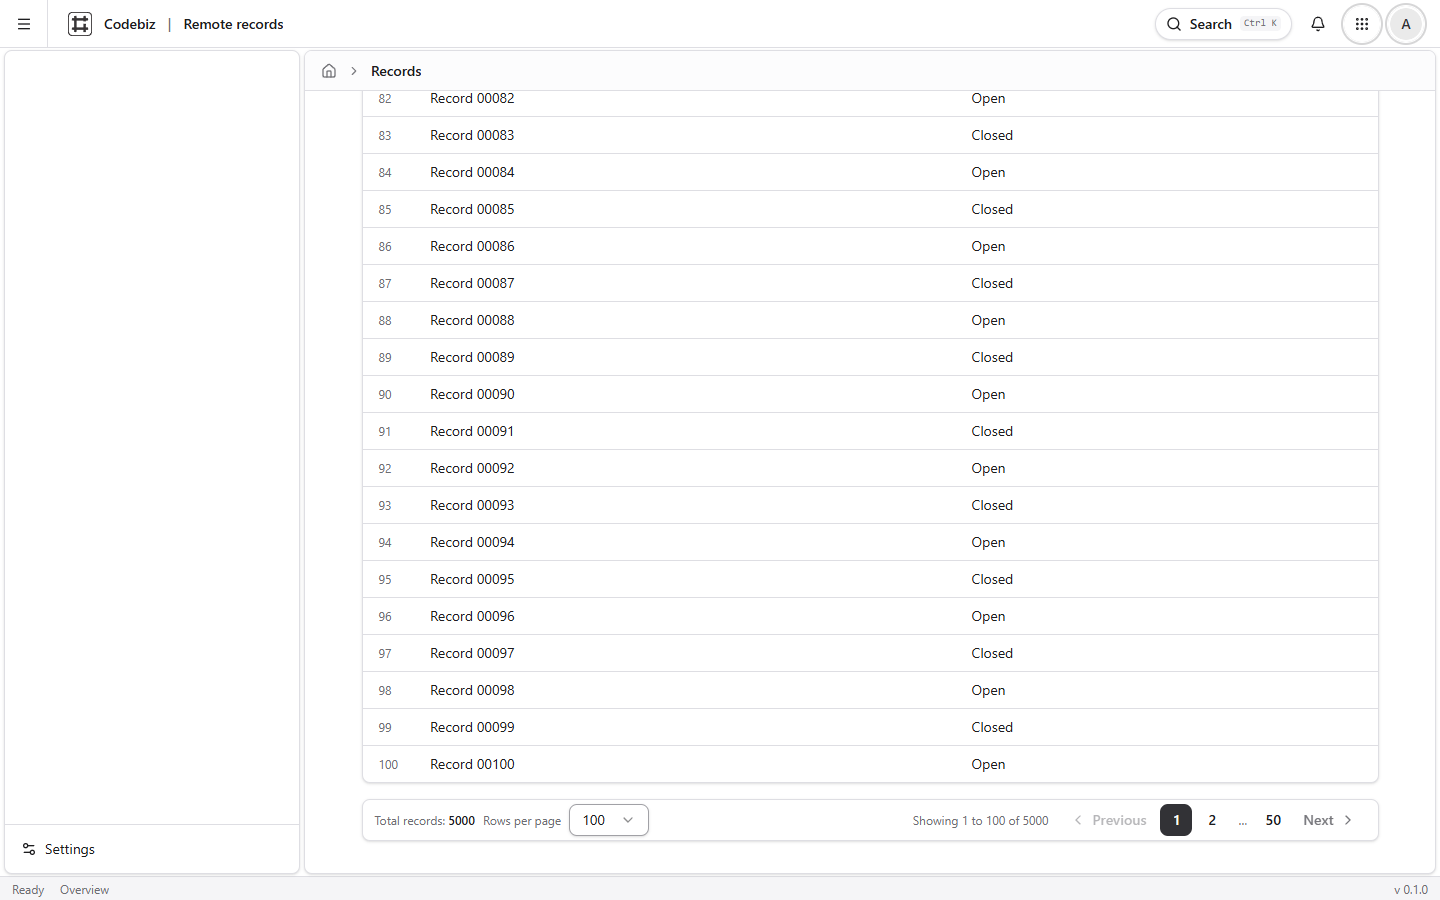 Codebiz | Remote records
Search Ctrl K
A
Records
82 Record 00082 Open
83 Record 00083 Closed
84 Record 00084 Open
85 Record 00085 Closed
86 Record 00086 Open
87 Record 00087 Closed
88 Record 00088 Open
89 Record 00089 Closed
90 Record 00090 Open
91 Record 00091 Closed
92 Record 00092 Open
93 Record 00093 Closed
94 Record 00094 Open
95 Record 00095 Closed
96 Record 00096 Open
97 Record 00097 Closed
98 Record 00098 Open
99 Record 00099 Closed
100 Record 00100 Open
Total records: 5000 Rows per page 100 Showing 1 to 100 of 5000 Previous 1 2 ... 50 Next
Settings
Ready Overview v 0.1.0